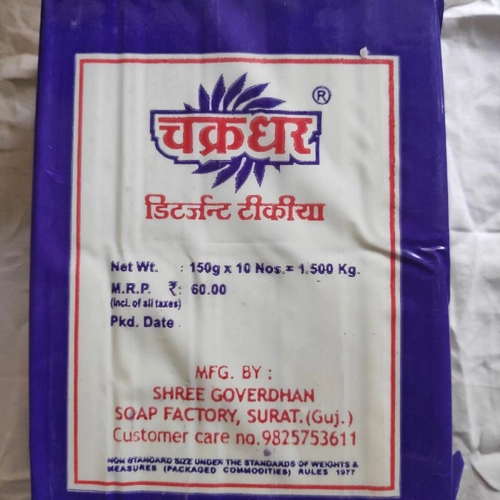 ®
चक्रधर
डिटर्जन्ट टीकीया
Net Wt. : 150g x 10 Nos.= 1.500 Kg.
M.R.P. ₹: 60.00
(Incl. of all taxes)
Pkd. Date
MFG. BY :
SHREE GOVERDHAN
SOAP FACTORY, SURAT.(Guj.)
Customer care no.9825753611
NON STANDARD SIZE UNDER THE STANDARDS OF WEIGHTS &
MEASURES (PACKAGED COMMODITIES) RULES 1977